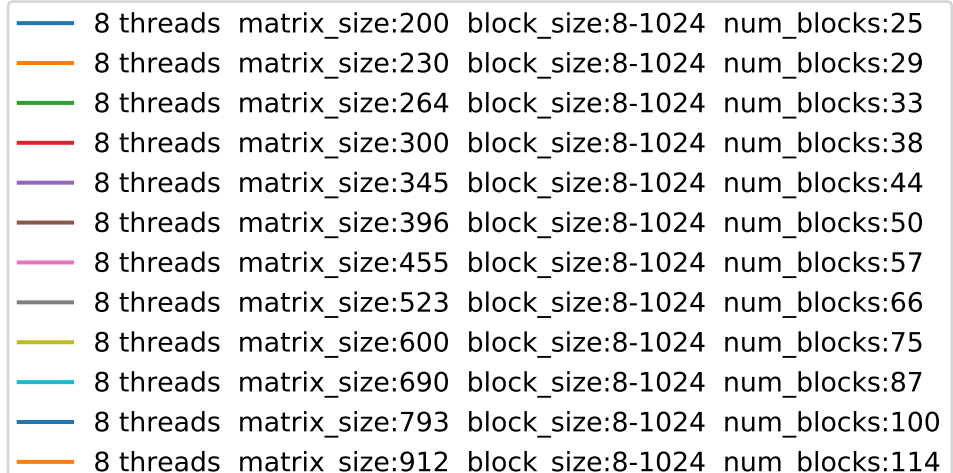 8 threads matrix_size:200 block_size:8-1024 num_blocks:25
8 threads matrix_size:230 block_size:8-1024 num_blocks:29
8 threads matrix_size:264 block_size:8-1024 num_blocks:33
8 threads matrix_size:300 block_size:8-1024 num_blocks:38
8 threads matrix_size:345 block_size:8-1024 num_blocks:44
8 threads matrix_size:396 block_size:8-1024 num_blocks:50
8 threads matrix_size:455 block_size:8-1024 num_blocks:57
8 threads matrix_size:523 block_size:8-1024 num_blocks:66
8 threads matrix_size:600 block_size:8-1024 num_blocks:75
8 threads matrix_size:690 block_size:8-1024 num_blocks:87
8 threads matrix_size:793 block_size:8-1024 num_blocks:100
8 threads matrix_size:912 block_size:8-1024 num_blocks:114